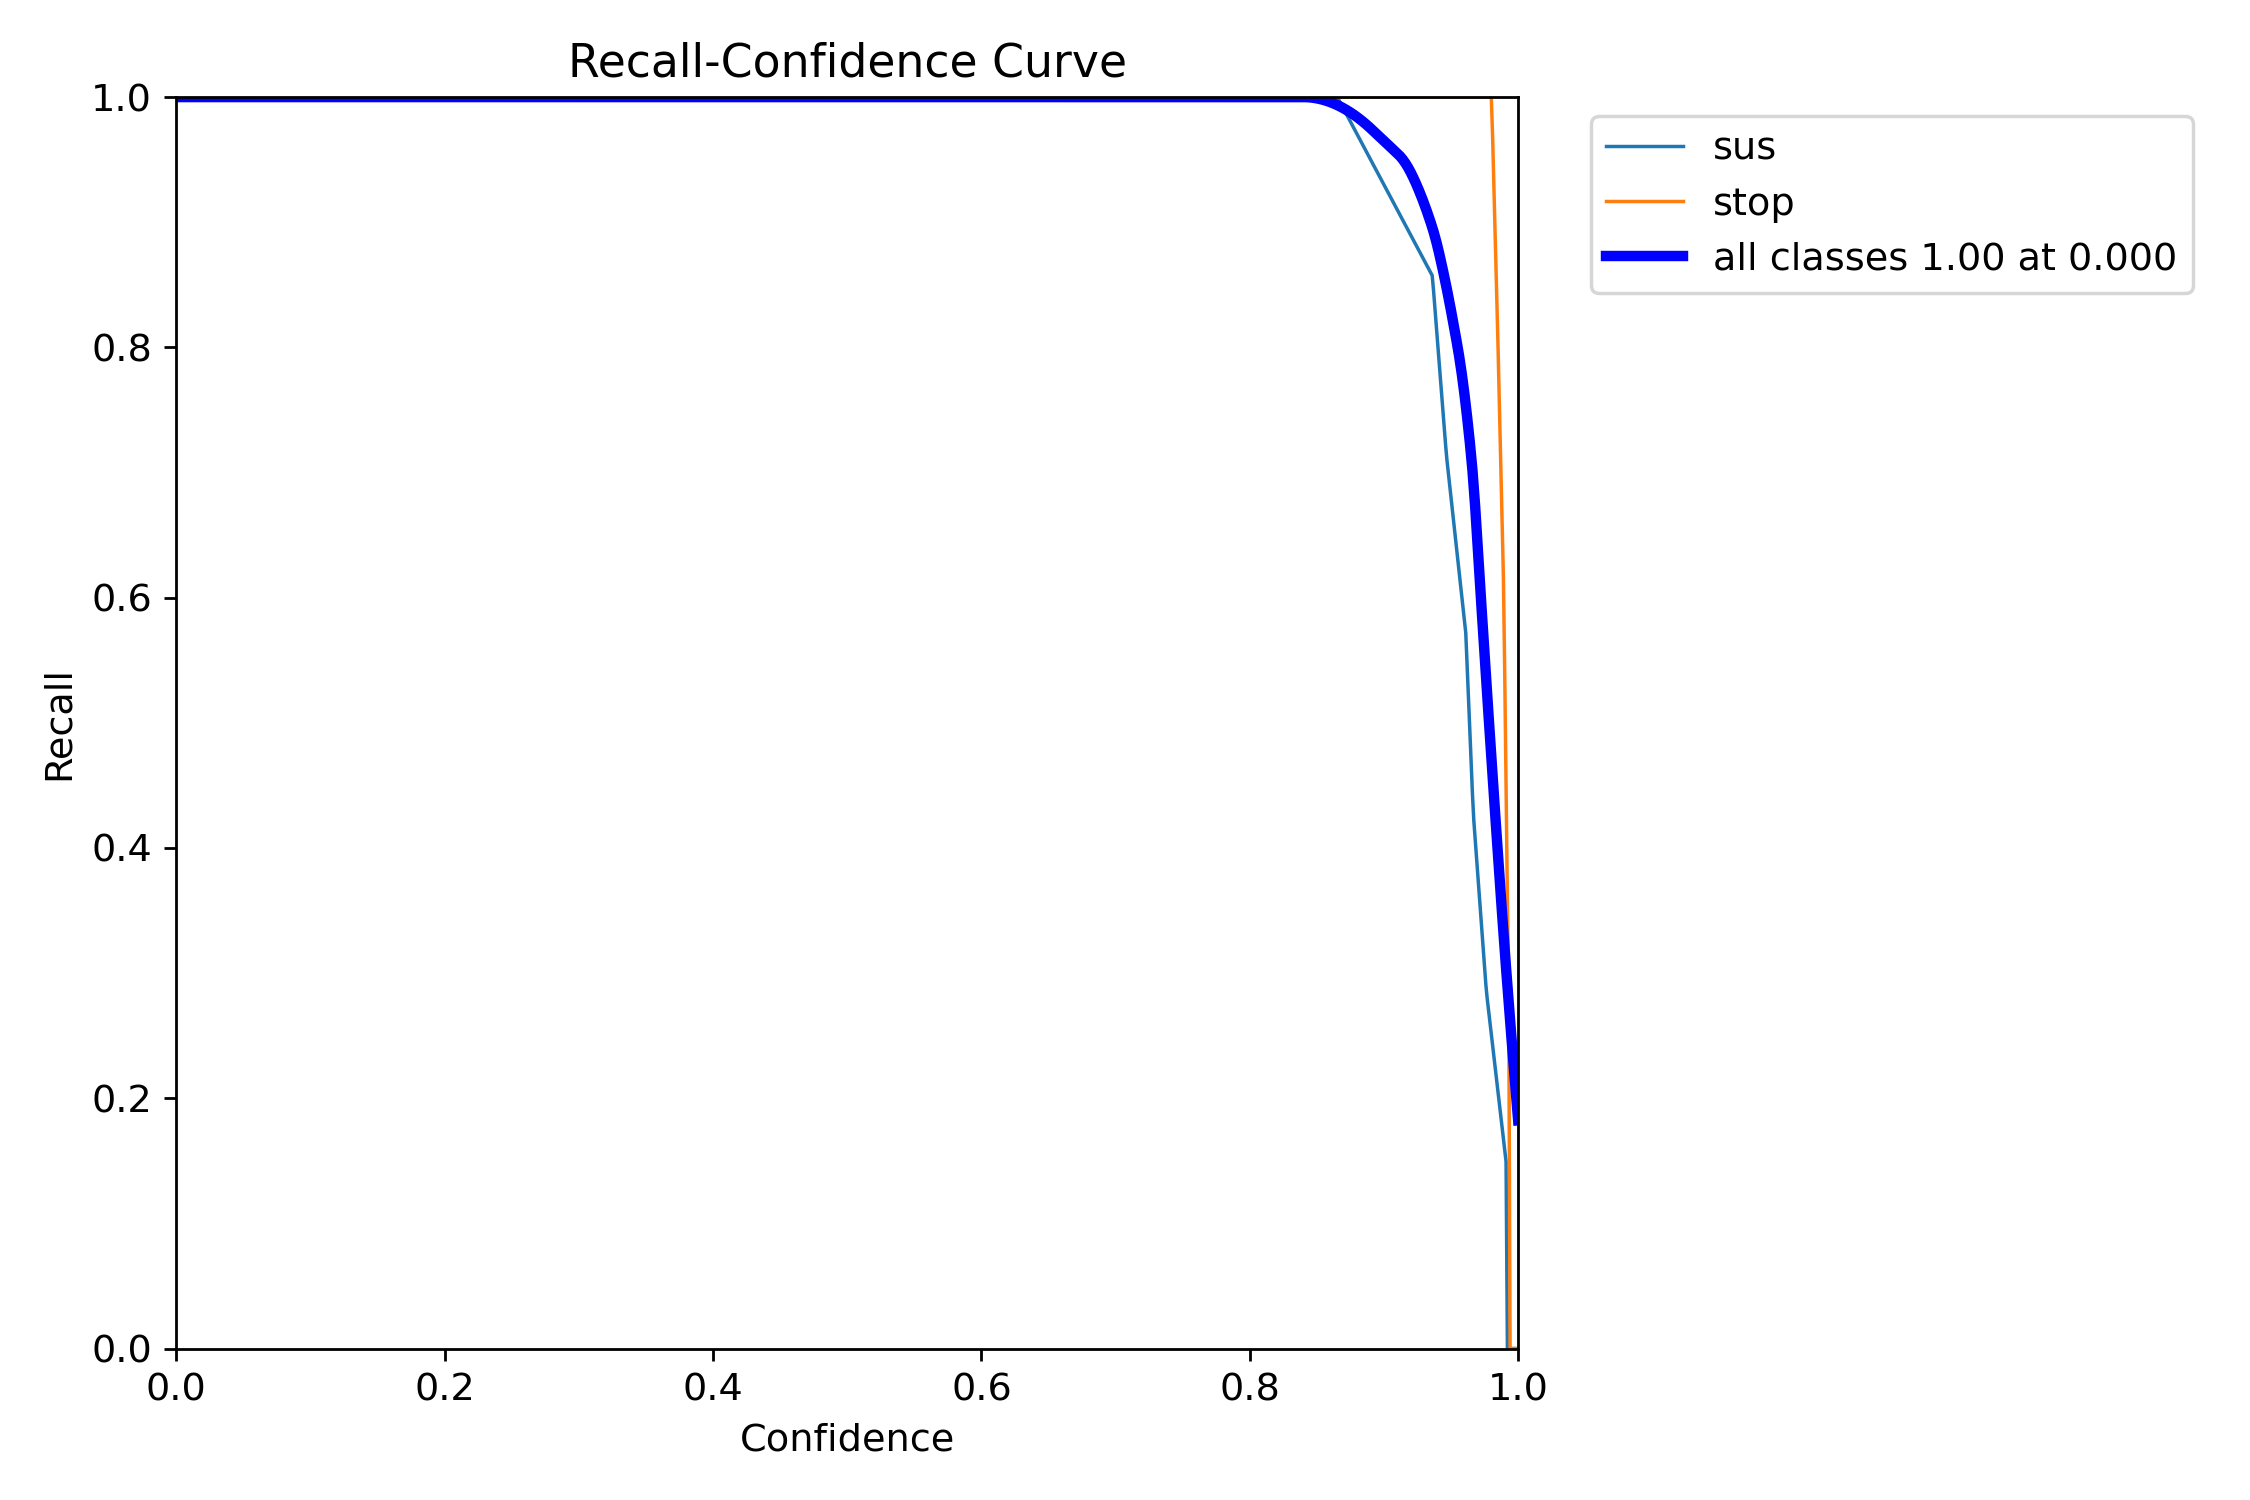 Recall-Confidence Curve
1.0
0.8
0.6
0.4
0.2
0.0
Recall
0.0 0.2 0.4 0.6 0.8 1.0
Confidence
sus
stop
all classes 1.00 at 0.000